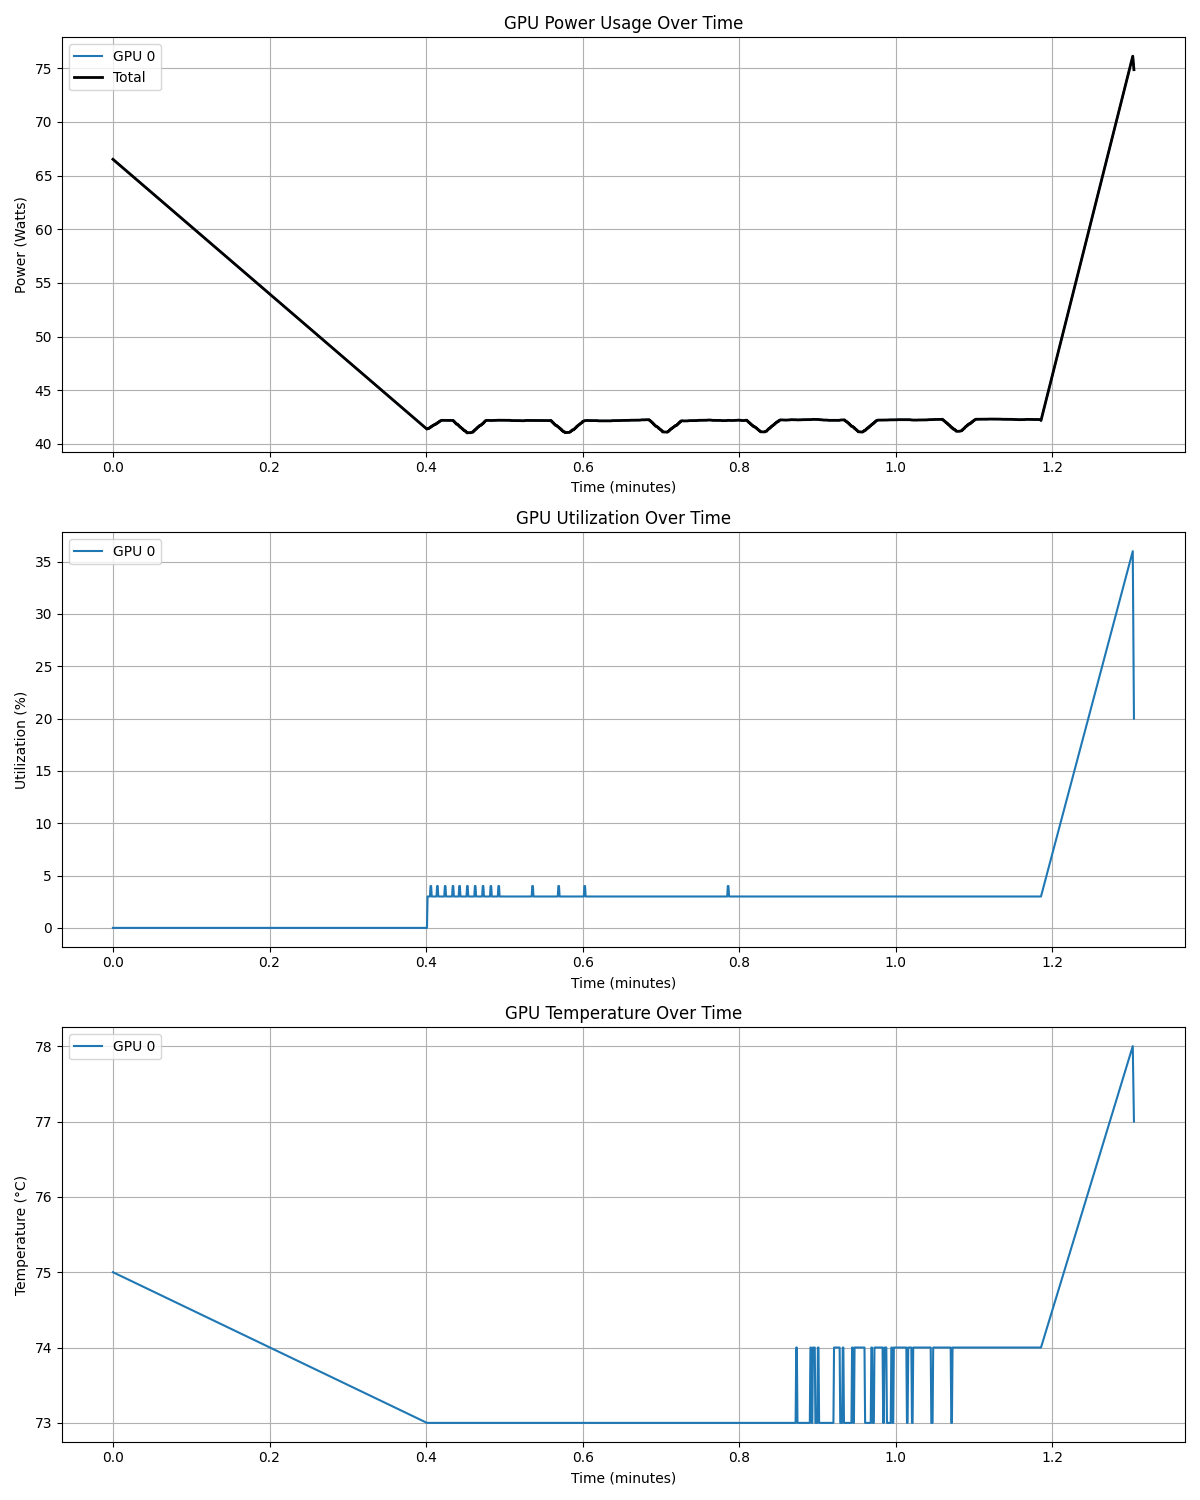 GPU Power Usage Over Time
GPU 0
Total
75
70
65
60
55
50
45
40
Power (Watts)
0.0 0.2 0.4 0.6 0.8 1.0 1.2
Time (minutes)
GPU Utilization Over Time
GPU 0
35
30
25
20
15
10
5
0
Utilization (%)
0.0 0.2 0.4 0.6 0.8 1.0 1.2
Time (minutes)
GPU Temperature Over Time
GPU 0
78
77
76
75
74
73
Temperature (°C)
0.0 0.2 0.4 0.6 0.8 1.0 1.2
Time (minutes)